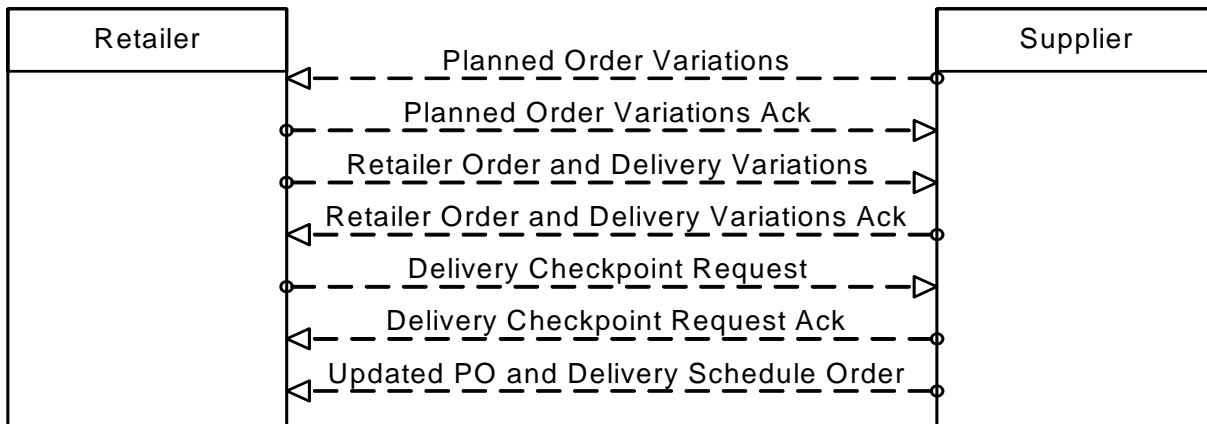 Retailer
Supplier
Planned Order Variations
Planned Order Variations Ack
Retailer Order and Delivery Variations
Retailer Order and Delivery Variations Ack
Delivery Checkpoint Request
Delivery Checkpoint Request Ack
Updated PO and Delivery Schedule Order